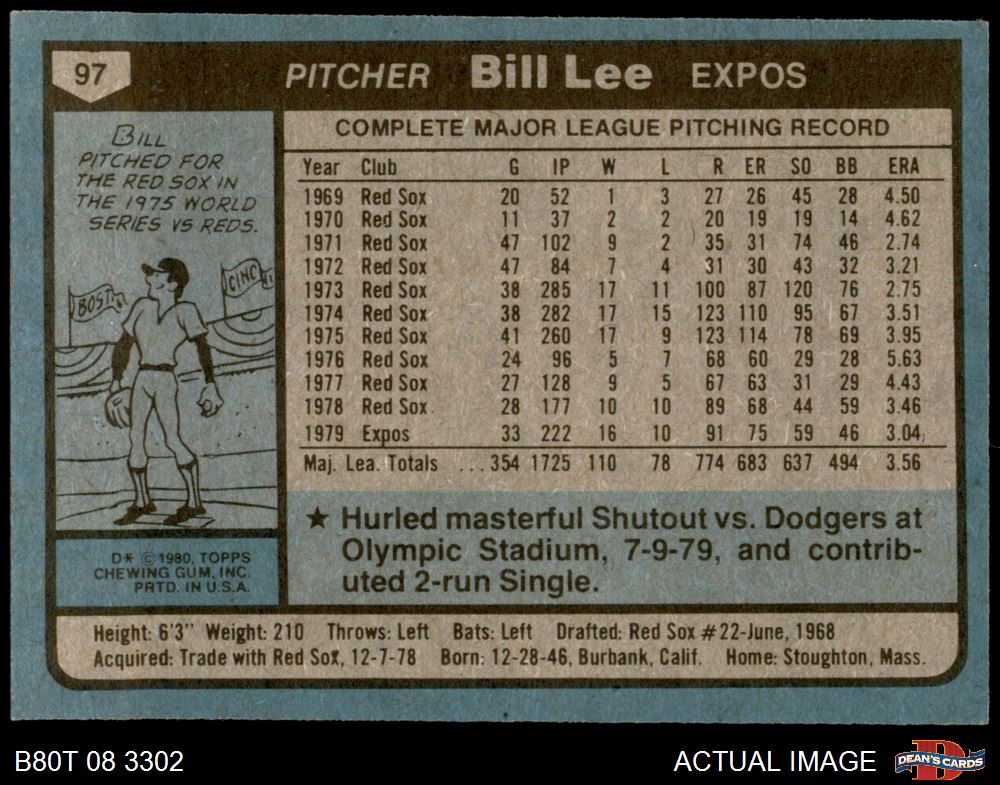 97 PITCHER Bill Lee EXPOS
BILL
PITCHED FOR
THE RED SOX IN
THE 1975 WORLD
SERIES VS REDS.
BOST
CINC
D* © 1980, TOPPS
CHEWING GUM, INC.
PRTD. IN U.S.A.
COMPLETE MAJOR LEAGUE PITCHING RECORD
Year Club G IP W L R ER SO BB ERA
1969 Red Sox 20 52 1 3 27 26 45 28 4.50
1970 Red Sox 11 37 2 2 20 19 19 14 4.62
1971 Red Sox 47 102 9 2 35 31 74 46 2.74
1972 Red Sox 47 84 7 4 31 30 43 32 3.21
1973 Red Sox 38 285 17 11 100 87 120 76 2.75
1974 Red Sox 38 282 17 15 123 110 95 67 3.51
1975 Red Sox 41 260 17 9 123 114 78 69 3.95
1976 Red Sox 24 96 5 7 68 60 29 28 5.63
1977 Red Sox 27 128 9 5 67 63 31 29 4.43
1978 Red Sox 28 177 10 10 89 68 44 59 3.46
1979 Expos 33 222 16 10 91 75 59 46 3.04
Maj. Lea. Totals ...354 1725 110 78 774 683 637 494 3.56
★ Hurled masterful Shutout vs. Dodgers at
Olympic Stadium, 7-9-79, and contrib-
uted 2-run Single.
Height: 6'3" Weight: 210 Throws: Left Bats: Left Drafted: Red Sox #22-June, 1968
Acquired: Trade with Red Sox, 12-7-78 Born: 12-28-46, Burbank, Calif. Home: Stoughton, Mass.
B80T 08 3302 ACTUAL IMAGE DEAN'S CARDS